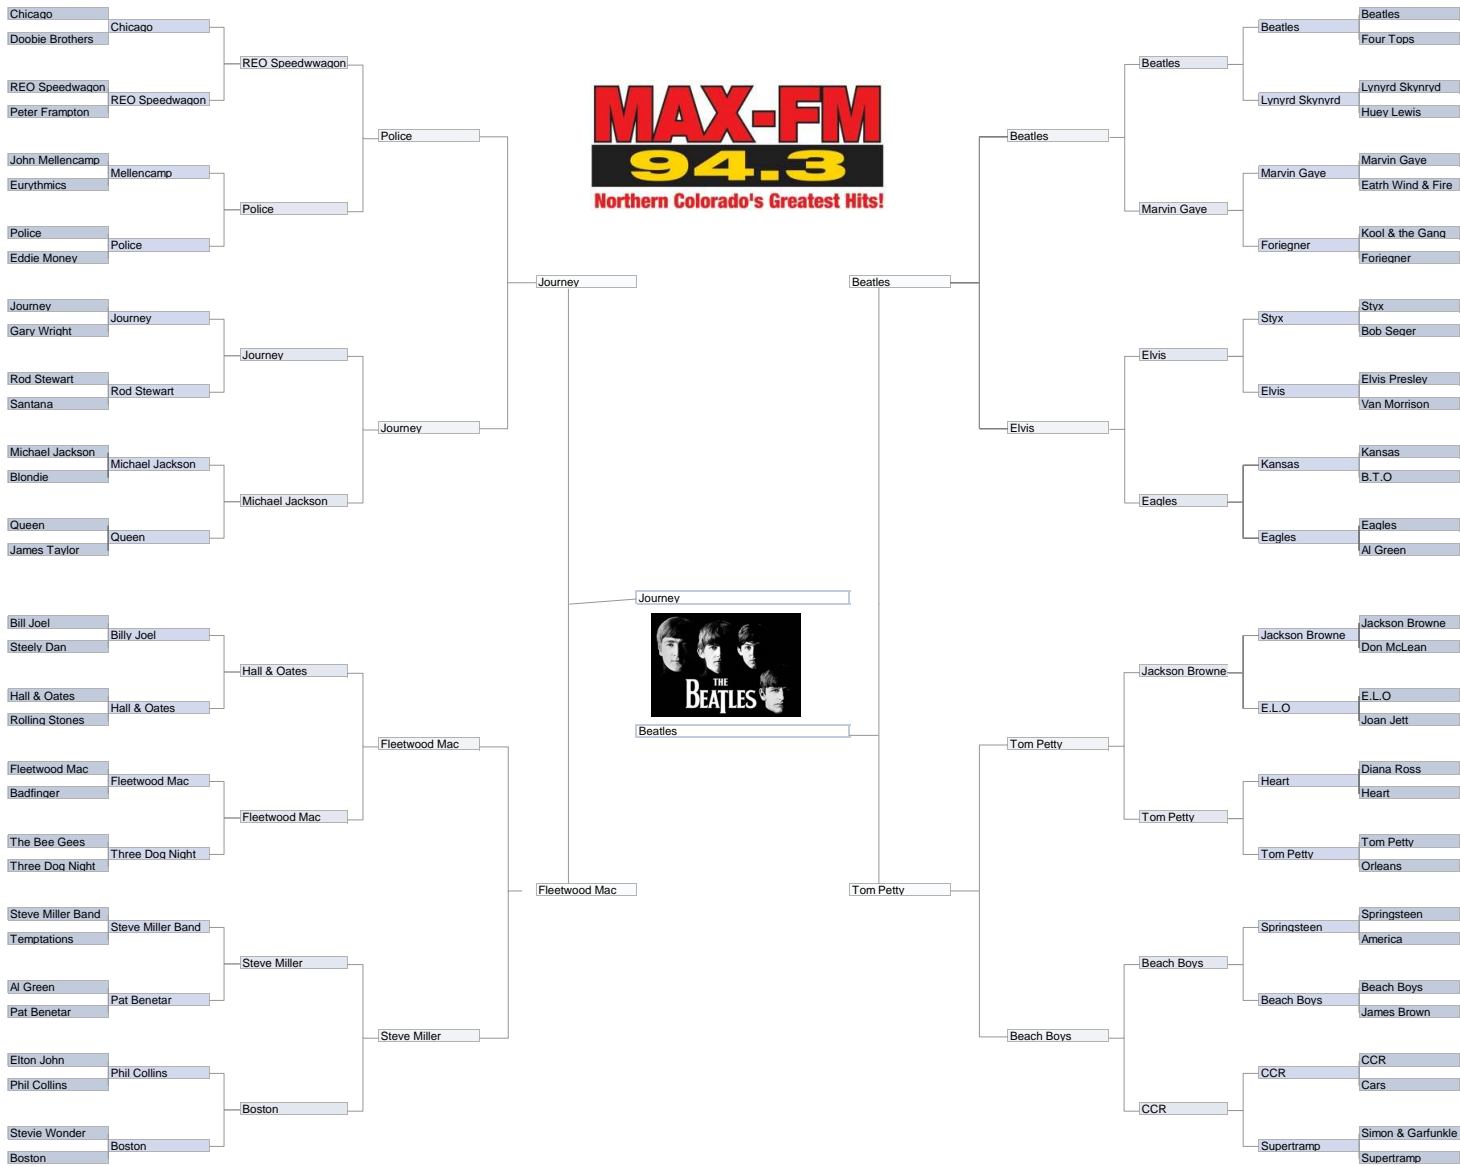 Chicago
Doobie Brothers
REO Speedwagon
Peter Frampton
John Mellencamp
Eurythmics
Police
Eddie Money
Journey
Gary Wright
Rod Stewart
Santana
Michael Jackson
Blondie
Queen
James Taylor
Bill Joel
Steely Dan
Hall & Oates
Rolling Stones
Fleetwood Mac
Badfinger
The Bee Gees
Three Dog Night
Steve Miller Band
Temptations
Al Green
Pat Benetar
Elton John
Phil Collins
Stevie Wonder
Boston
Chicago
REO Speedwagon
Mellencamp
Police
Journey
Rod Stewart
Michael Jackson
Queen
Billy Joel
Hall & Oates
Fleetwood Mac
Three Dog Night
Steve Miller Band
Pat Benetar
Phil Collins
Boston
REO Speedwwagon
Police
Journey
Michael Jackson
Hall & Oates
Fleetwood Mac
Steve Miller
Boston
Police
Journey
Fleetwood Mac
Steve Miller
Journey
Fleetwood Mac
MAX-FM
94.3
Northern Colorado's Greatest Hits!
Journey
THE
BEATLES
Beatles
Beatles
Tom Petty
Beatles
Elvis
Tom Petty
Beach Boys
Beatles
Marvin Gaye
Elvis
Eagles
Jackson Browne
Tom Petty
Beach Boys
CCR
Beatles
Lynyrd Skynyrd
Marvin Gaye
Foriegner
Styx
Elvis
Kansas
Eagles
Jackson Browne
E.L.O
Heart
Tom Petty
Springsteen
Beach Boys
CCR
Supertramp
Beatles
Four Tops
Lynyrd Skynryd
Huey Lewis
Marvin Gaye
Eatrh Wind & Fire
Kool & the Gang
Foriegner
Styx
Bob Seger
Elvis Presley
Van Morrison
Kansas
B.T.O
Eagles
Al Green
Jackson Browne
Don McLean
E.L.O
Joan Jett
Diana Ross
Heart
Tom Petty
Orleans
Springsteen
America
Beach Boys
James Brown
CCR
Cars
Simon & Garfunkle
Supertramp